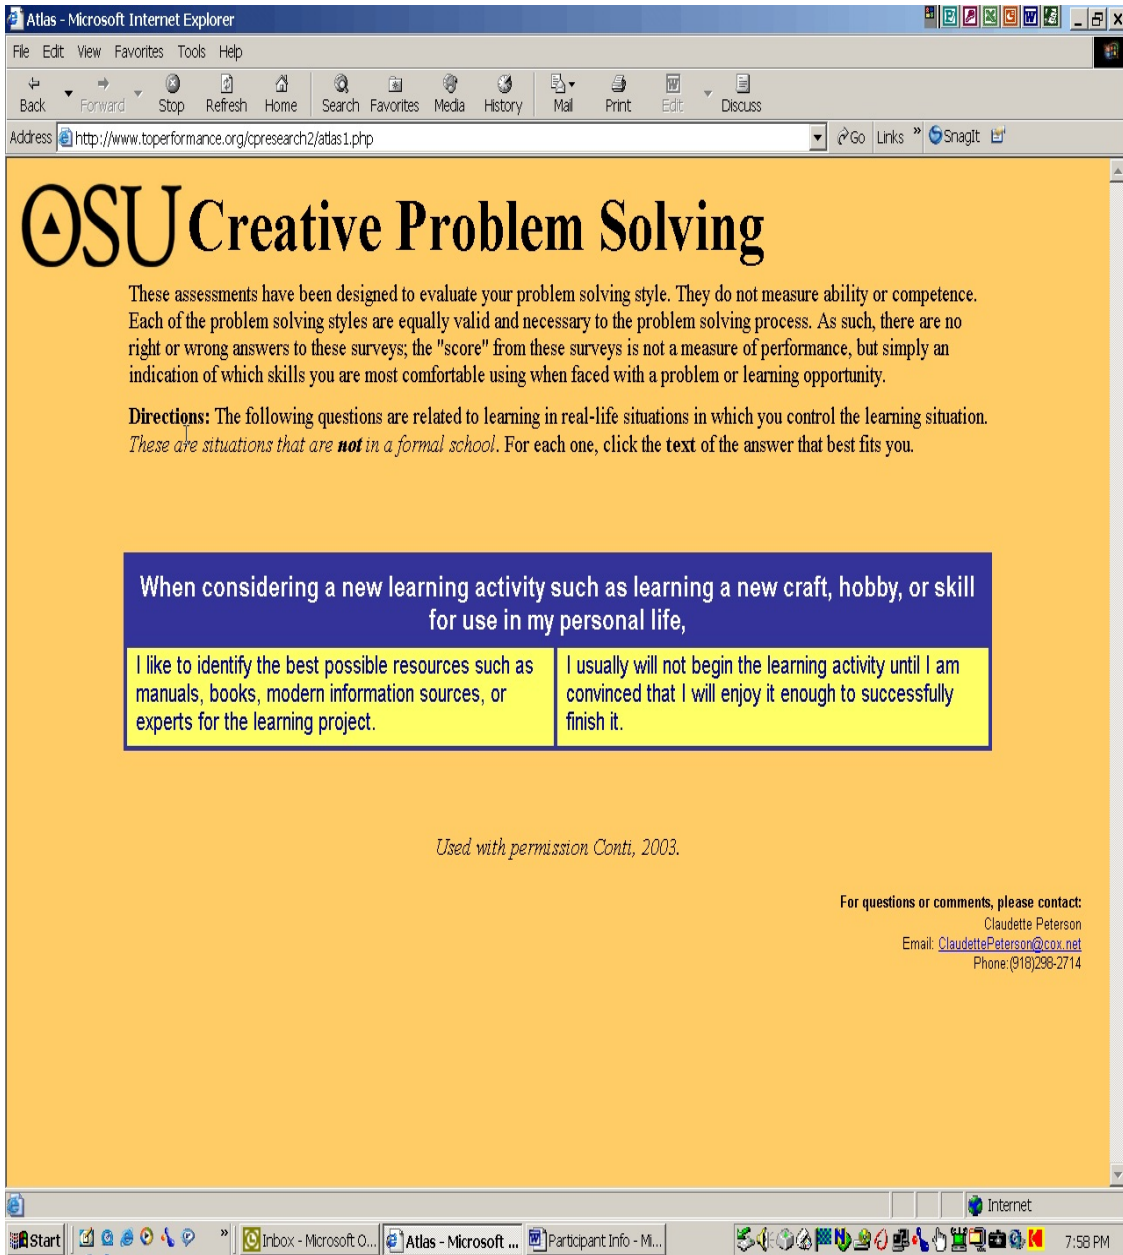 Atlas - Microsoft Internet Explorer
File Edit View Favorites Tools Help
Back Forward Stop Refresh Home Search Favorites Media History Mail Print Edit Discuss
Address http://www.toperformance.org/cpresearch2/atlas1.php Go Links » SnagIt
OSU Creative Problem Solving
These assessments have been designed to evaluate your problem solving style. They do not measure ability or competence.
Each of the problem solving styles are equally valid and necessary to the problem solving process. As such, there are no
right or wrong answers to these surveys; the "score" from these surveys is not a measure of performance, but simply an
indication of which skills you are most comfortable using when faced with a problem or learning opportunity.
Directions: The following questions are related to learning in real-life situations in which you control the learning situation.
These are situations that are not in a formal school. For each one, click the text of the answer that best fits you.
When considering a new learning activity such as learning a new craft, hobby, or skill
for use in my personal life,
I like to identify the best possible resources such as
manuals, books, modern information sources, or
experts for the learning project.
I usually will not begin the learning activity until I am
convinced that I will enjoy it enough to successfully
finish it.
Used with permission Conti, 2003.
For questions or comments, please contact:
Claudette Peterson
Email: ClaudettePeterson@cox.net
Phone:(918)298-2714
Internet
Start » Inbox - Microsoft O... Atlas - Microsoft ... Participant Info - Mi... 7:58 PM